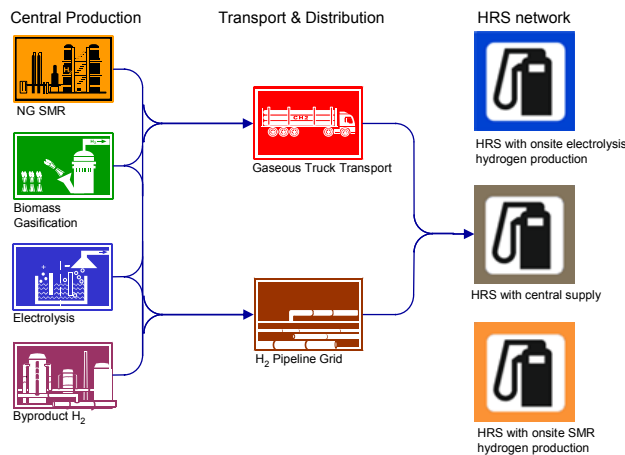 Central Production
Transport & Distribution
HRS network
NG SMR
Biomass
Gasification
Electrolysis
Byproduct H2
CH2
Gaseous Truck Transport
H2 Pipeline Grid
HRS with onsite electrolysis
hydrogen production
HRS with central supply
HRS with onsite SMR
hydrogen production